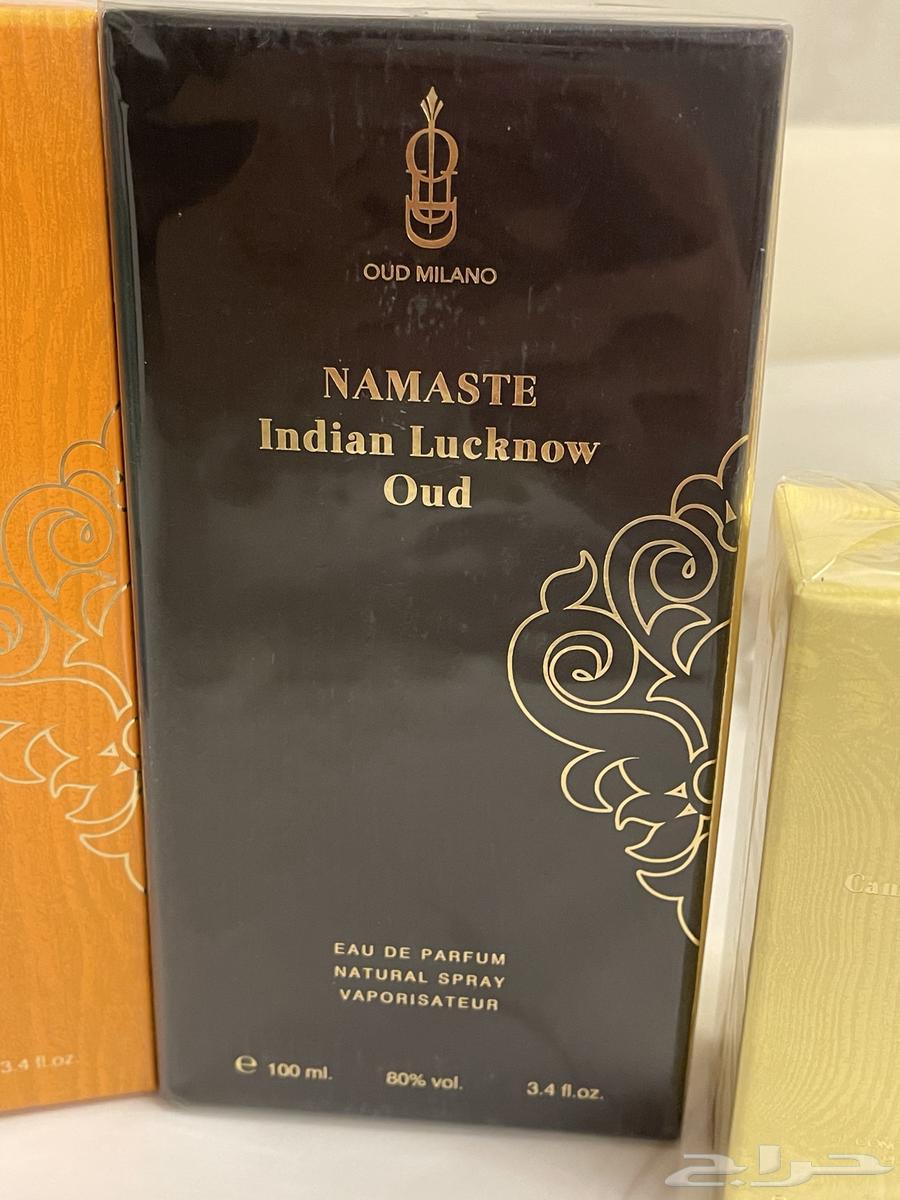 OUD MILANO
NAMASTE
Indian Lucknow
Oud
EAU DE PARFUM
NATURAL SPRAY
VAPORISATEUR
e 100 ml. 80% vol. 3.4 fl.oz.
3.4 fl.oz.
حراج